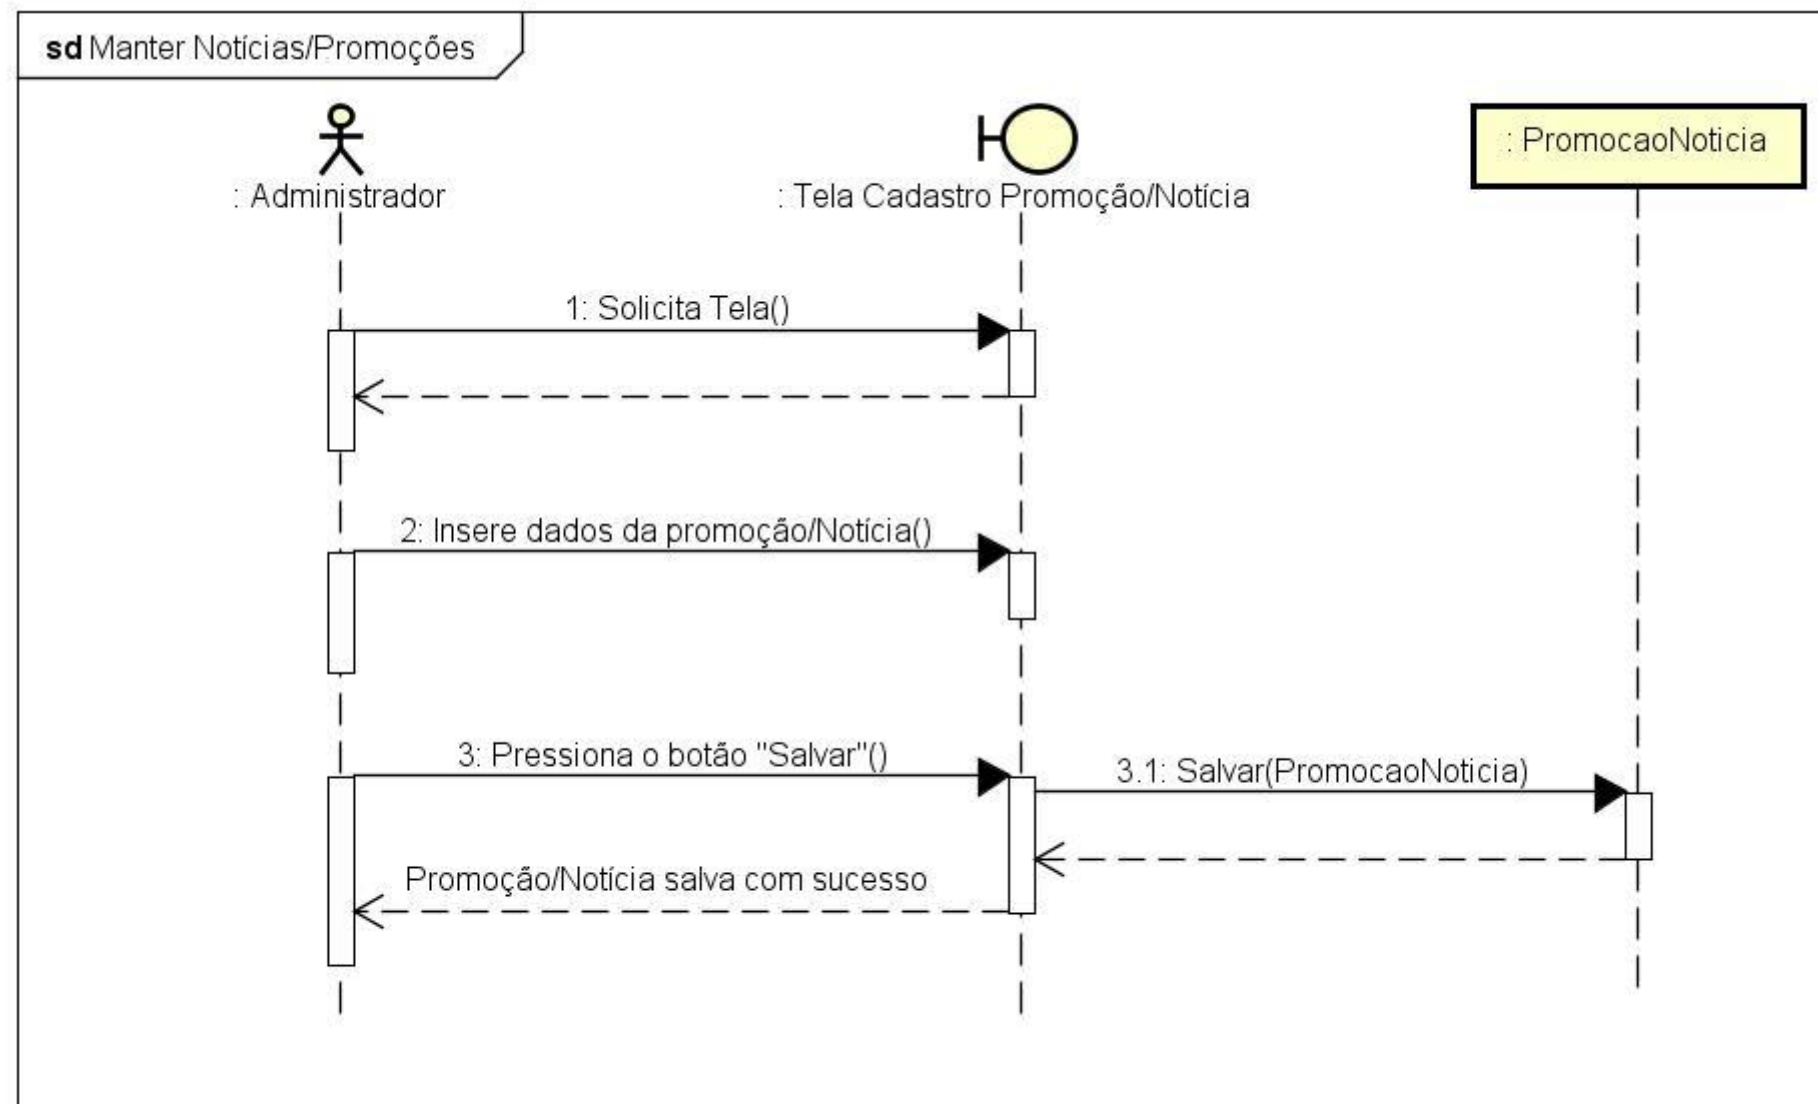 sd Manter Notícias/Promoções
: Administrador
: Tela Cadastro Promoção/Notícia
: PromocaoNoticia
1: Solicita Tela()
2: Insere dados da promoção/Notícia()
3: Pressiona o botão "Salvar"()
3.1: Salvar(PromocaoNoticia)
Promoção/Notícia salva com sucesso